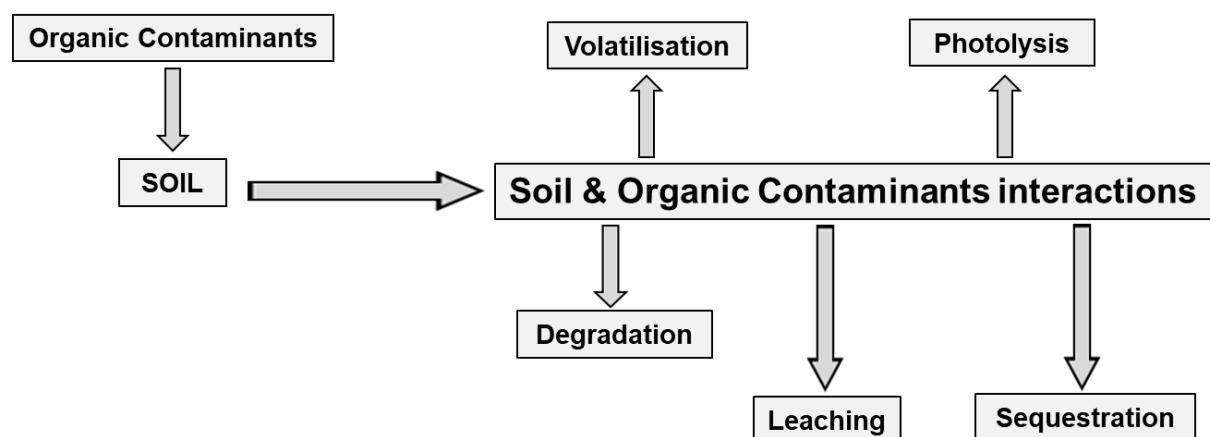 Organic Contaminants
Volatilisation
Photolysis
SOIL
Soil & Organic Contaminants interactions
Degradation
Leaching
Sequestration